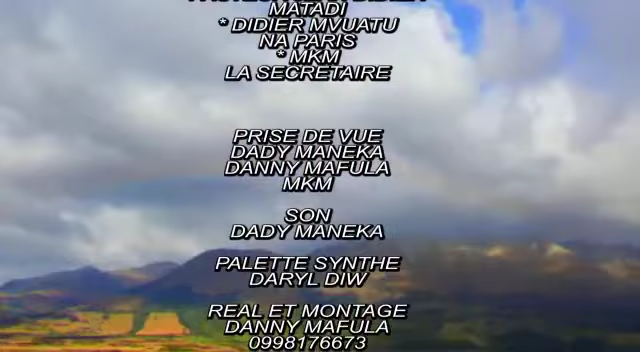 MATADI
* DIDIER MVUATU
NA PARIS
* MKM
LA SECRETAIRE
PRISE DE VUE
DADY MANEKA
DANNY MAFULA
MKM
SON
DADY MANEKA
PALETTE SYNTHE
DARYL DIW
REAL ET MONTAGE
DANNY MAFULA
0998176673